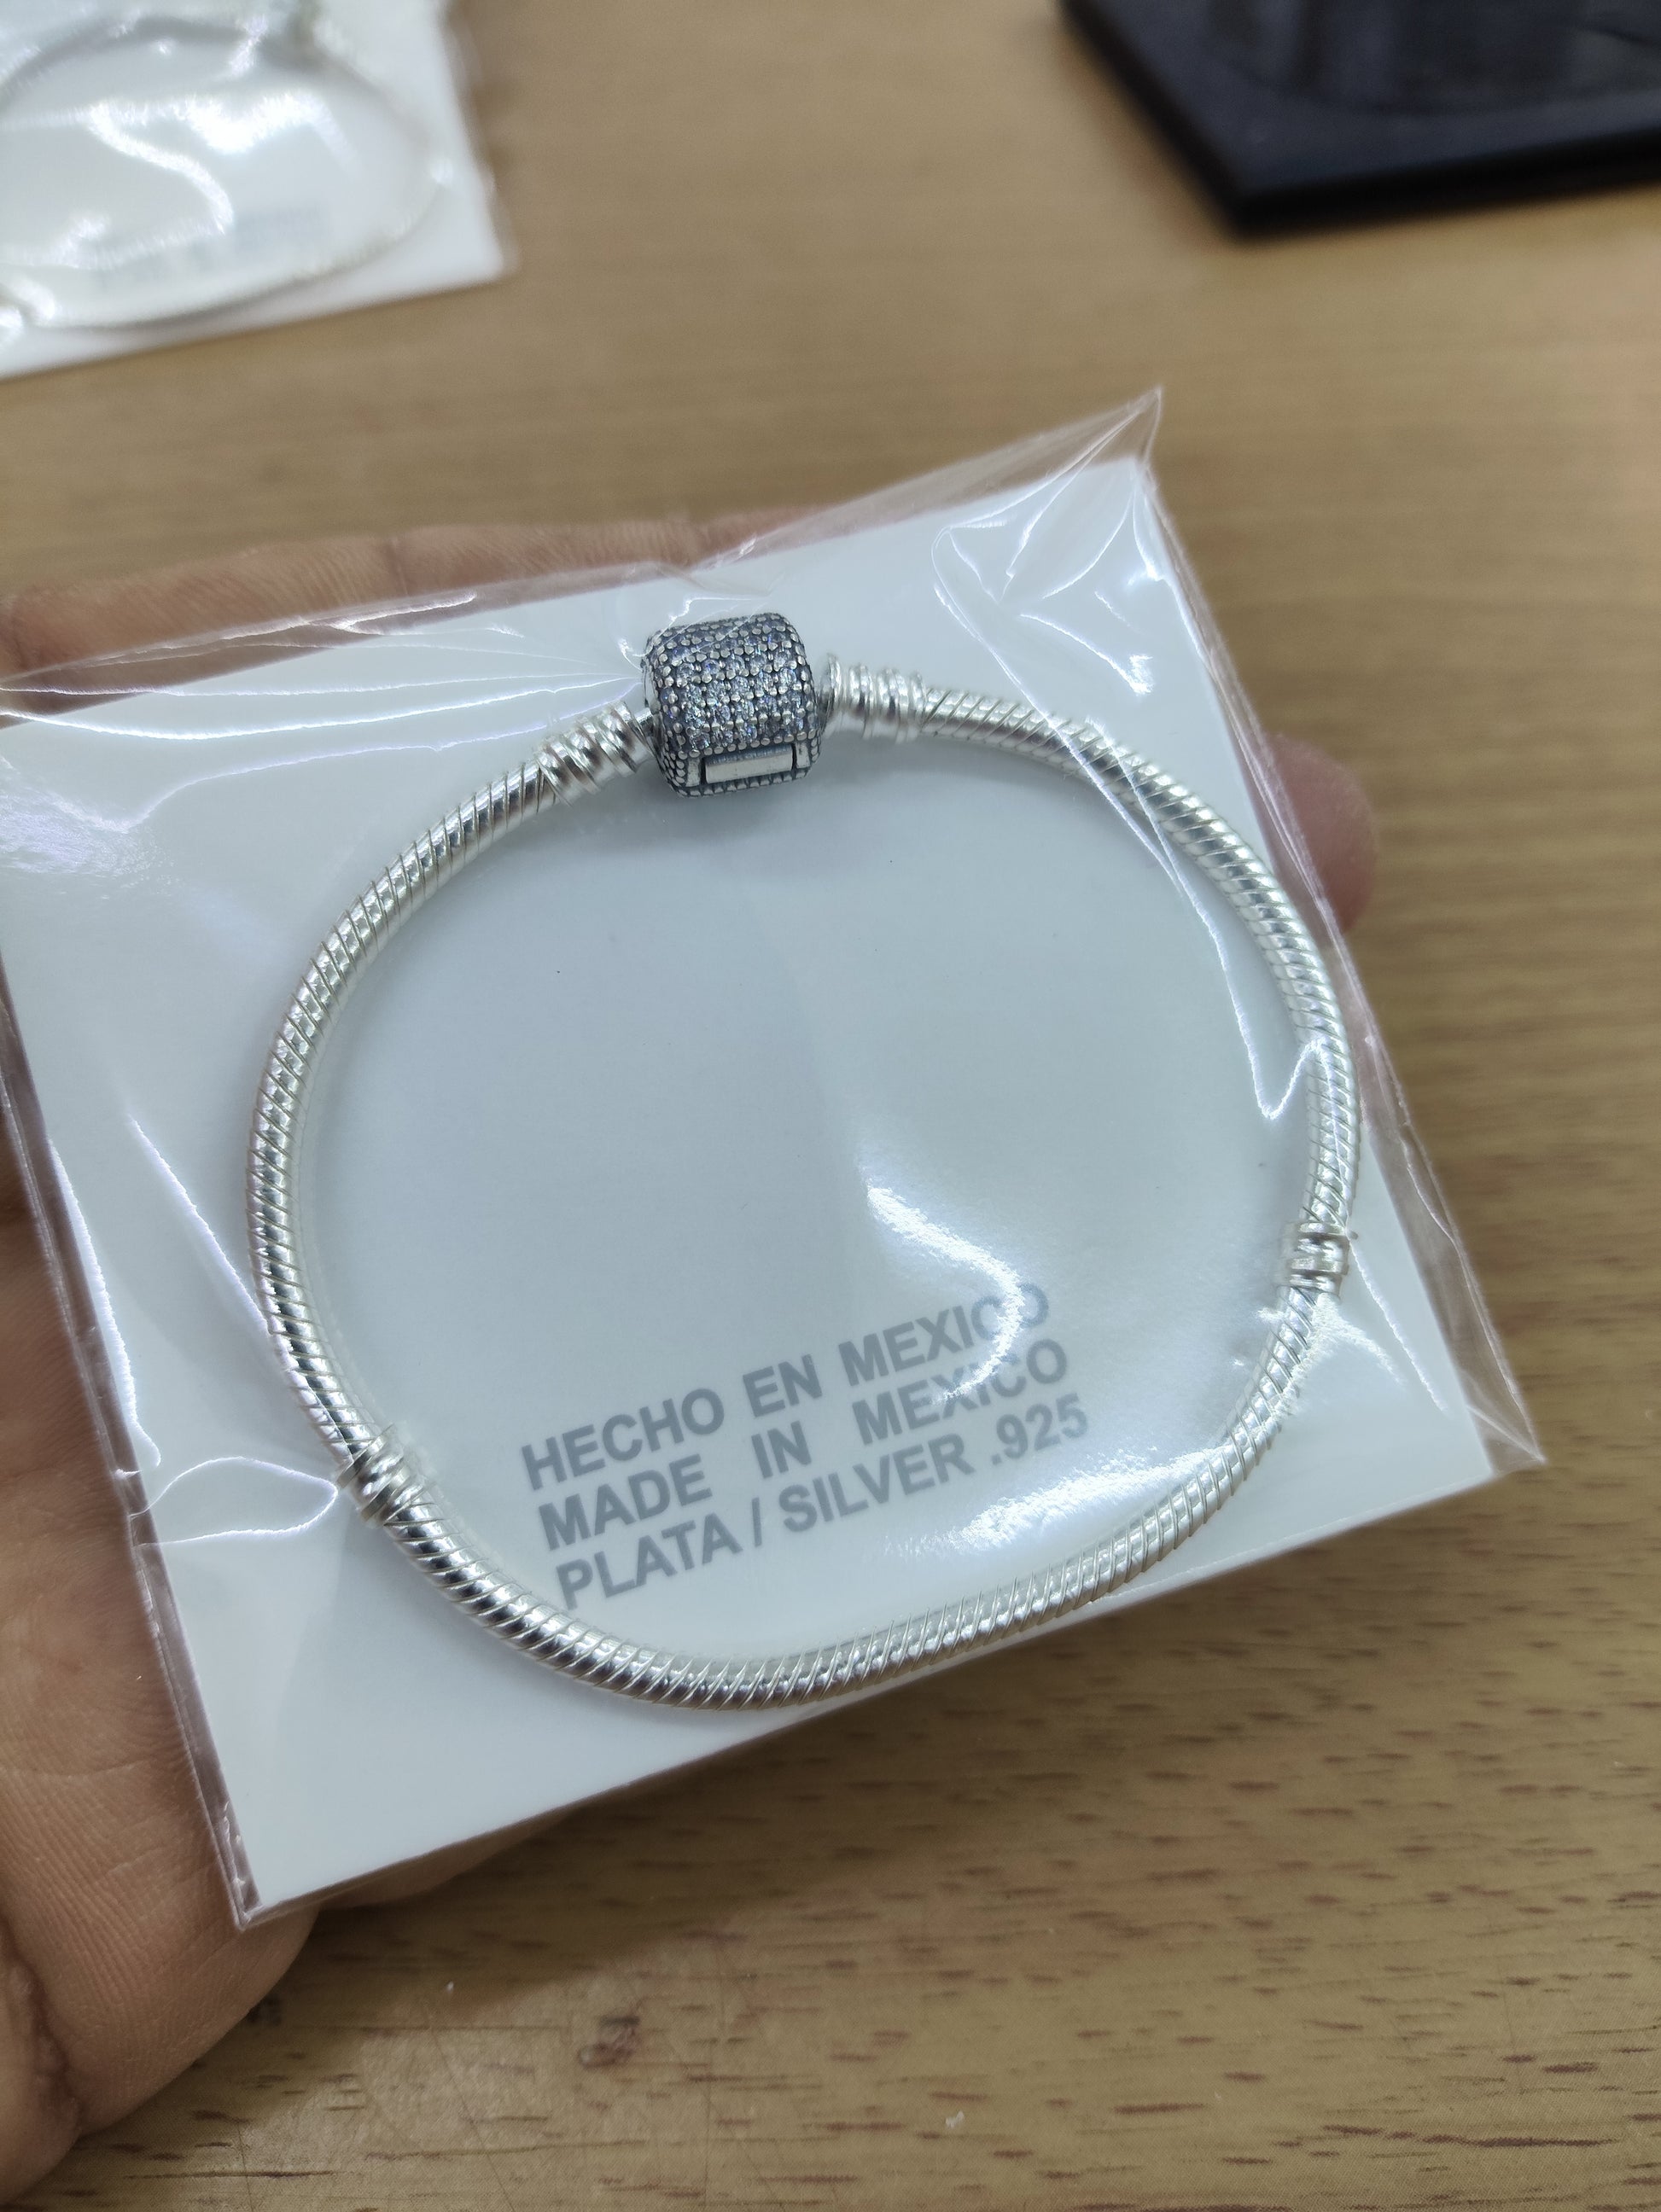 HECHO EN MEXICO
MADE IN MEXICO
PLATA / SILVER .925